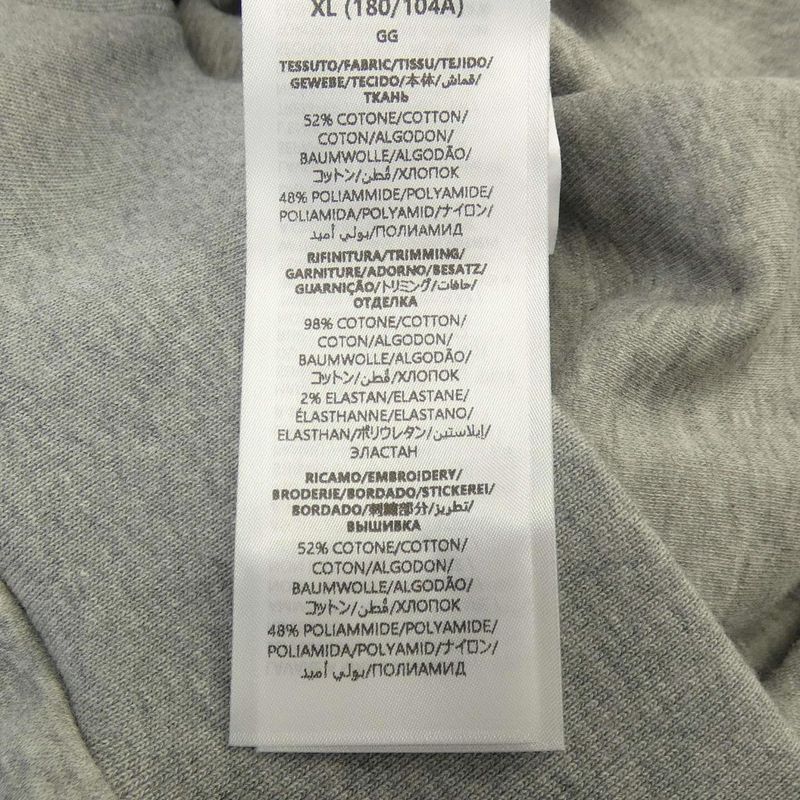 XL (180/104A)
GG
TESSUTO/FABRIC/TISSU/TEJIDO/
GEWEBE/TECIDO/本体/قماش/
ТКАНЬ
52% COTONE/COTTON/
COTON/ALGODON/
BAUMWOLLE/ALGODÃO/
コットン/قُطن/ХЛОПОК
48% POLIAMMIDE/POLYAMIDE/
POLIAMIDA/POLYAMID/ナイロン/
بولي أميد/ПОЛИАМИД
RIFINITURA/TRIMMING/
GARNITURE/ADORNO/BESATZ/
GUARNIÇÃO/トリミング/حافات/
ОТДЕЛКА
98% COTONE/COTTON/
COTON/ALGODON/
BAUMWOLLE/ALGODÃO/
コットン/قُطن/ХЛОПОК
2% ELASTAN/ELASTANE/
ÉLASTHANNE/ELASTANO/
ELASTHAN/ポリウレタン/إيلاستين/
ЭЛАСТАН
RICAMO/EMBROIDERY/
BRODERIE/BORDADO/STICKEREI/
BORDADO/刺繍部分/تطريز/
ВЫШИВКА
52% COTONE/COTTON/
COTON/ALGODON/
BAUMWOLLE/ALGODÃO/
コットン/قُطن/ХЛОПОК
48% POLIAMMIDE/POLYAMIDE/
POLIAMIDA/POLYAMID/ナイロン/
بولي أميد/ПОЛИАМИД